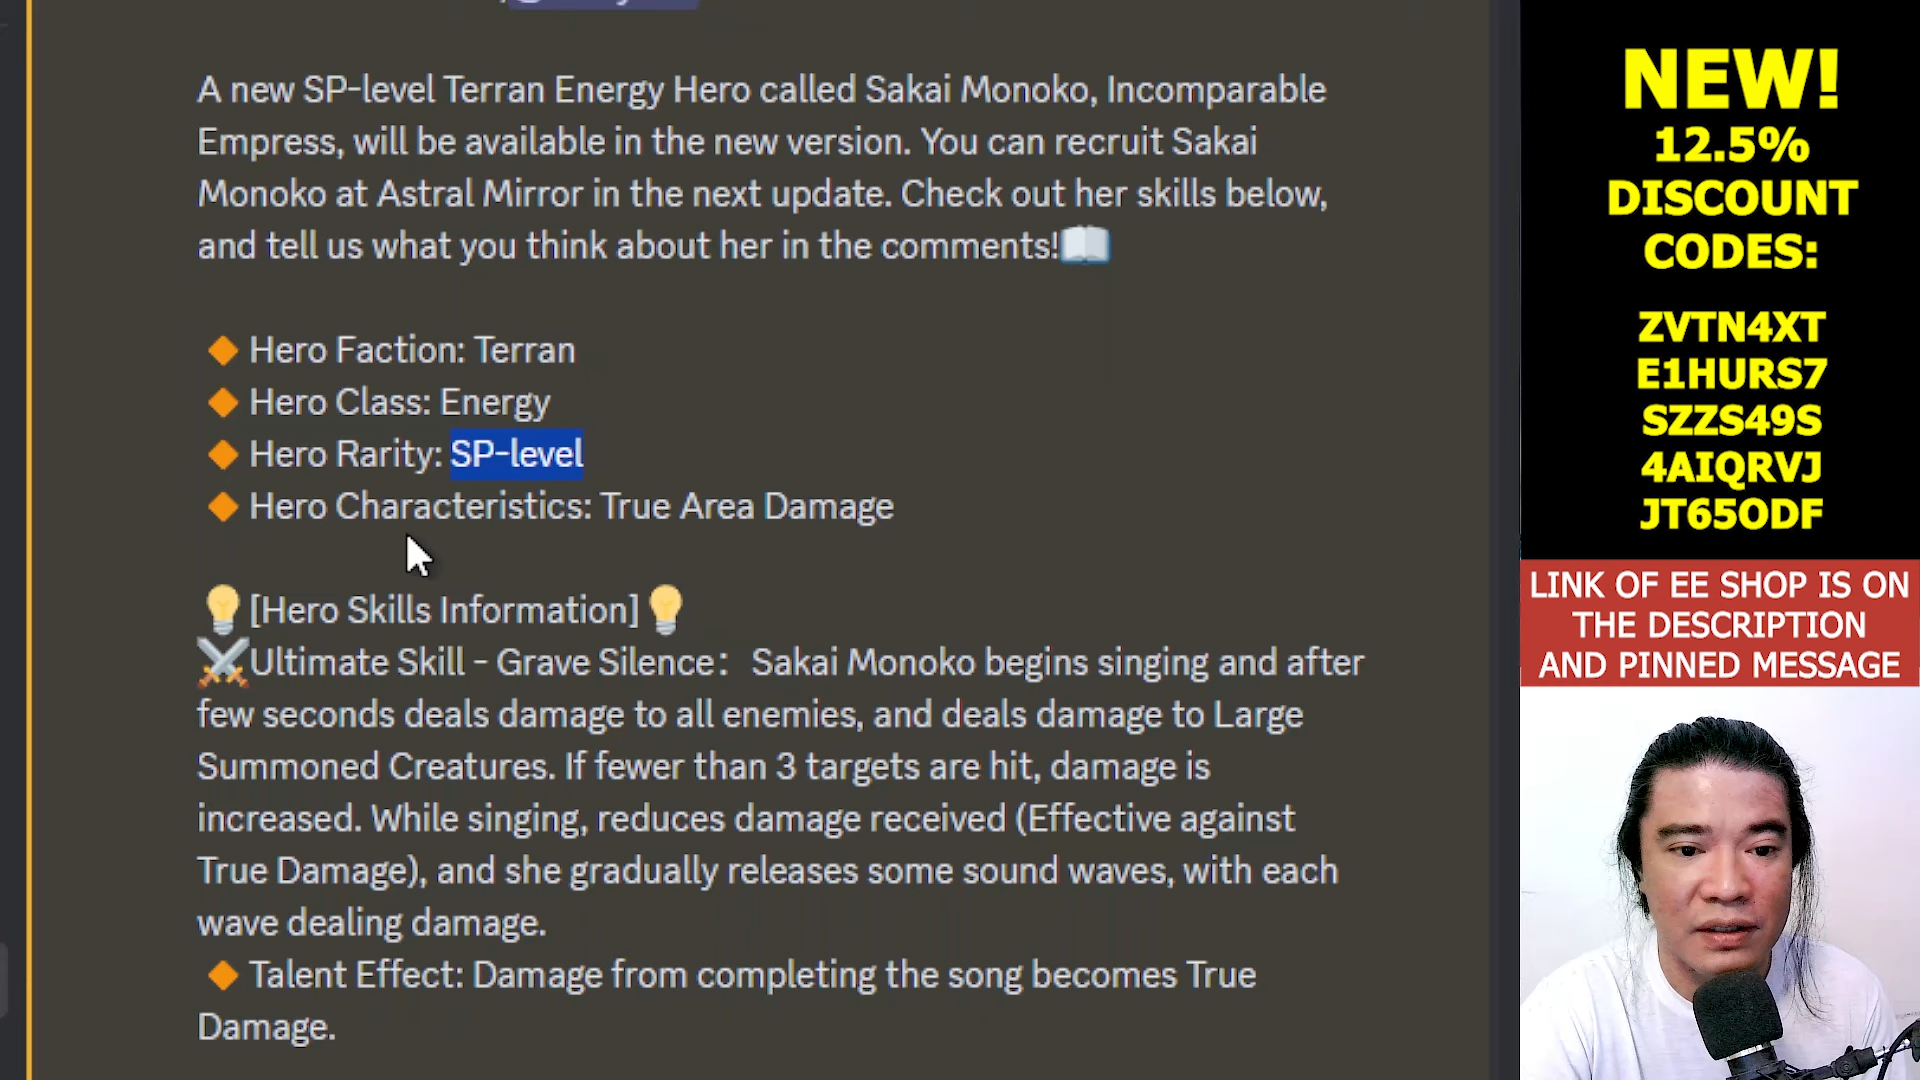 A new SP-level Terran Energy Hero called Sakai Monoko, Incomparable
Empress, will be available in the new version. You can recruit Sakai
Monoko at Astral Mirror in the next update. Check out her skills below,
and tell us what you think about her in the comments!
Hero Faction: Terran
Hero Class: Energy
Hero Rarity: SP-level
Hero Characteristics: True Area Damage
[Hero Skills Information]
Ultimate Skill - Grave Silence: Sakai Monoko begins singing and after
few seconds deals damage to all enemies, and deals damage to Large
Summoned Creatures. If fewer than 3 targets are hit, damage is
increased. While singing, reduces damage received (Effective against
True Damage), and she gradually releases some sound waves, with each
wave dealing damage.
Talent Effect: Damage from completing the song becomes True
Damage.
NEW!
12.5%
DISCOUNT
CODES:
ZVTN4XT
E1HURS7
SZZS49S
4AIQRVJ
JT65ODF
LINK OF EE SHOP IS ON
THE DESCRIPTION
AND PINNED MESSAGE